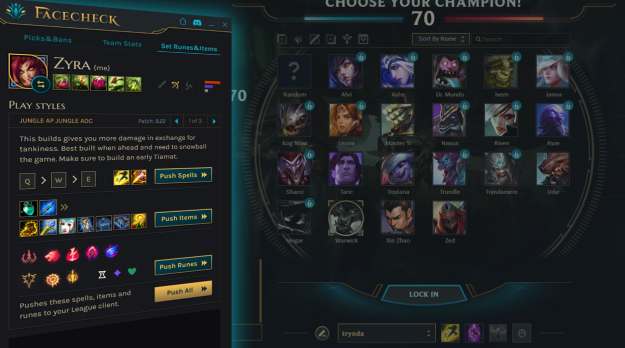 FACECHECK
Picks&Bans
Team Stats
Set Runes&Items
ZYRA (me)
PLAY STYLES
JUNGLE AP JUNGLE ADC
Patch: 9.22
1 of 3
This builds gives you more damage in exchange for
tankiness. Best built when ahead and need to snowball
the game. Make sure to build an early Tiamat.
Q > W > E
Push Spells
Push Items
Push Runes
Push All
Pushes these spells, items and
runes to your League client.
CHOOSE YOUR CHAMPION!
70
70
Sort By Name
Search
Random
Ahri
Ashe
Dr. Mundo
Ivern
Janna
Kog'Maw
Leona
Master Yi
Nasus
Riven
Ryze
Shaco
Taric
Tristana
Trundle
Tryndamere
Udyr
Veigar
Warwick
Xin Zhao
Zed
LOCK IN
tryoda